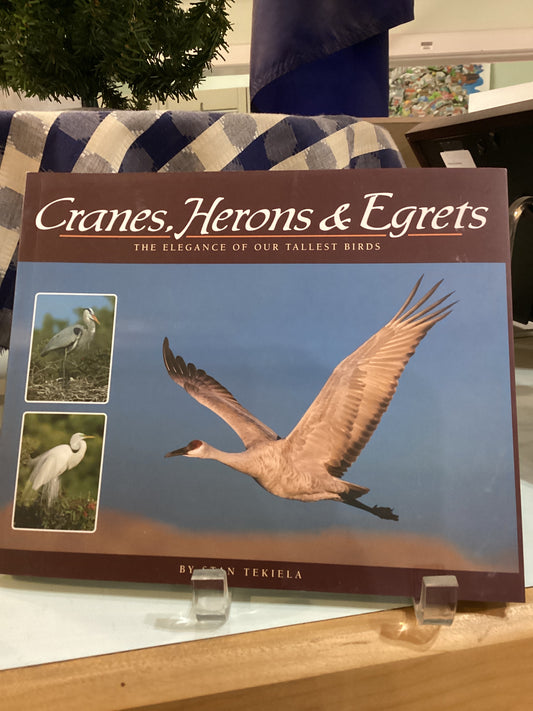 Cranes, Herons & Egrets
THE ELEGANCE OF OUR TALLEST BIRDS
BY STAN TEKIELA